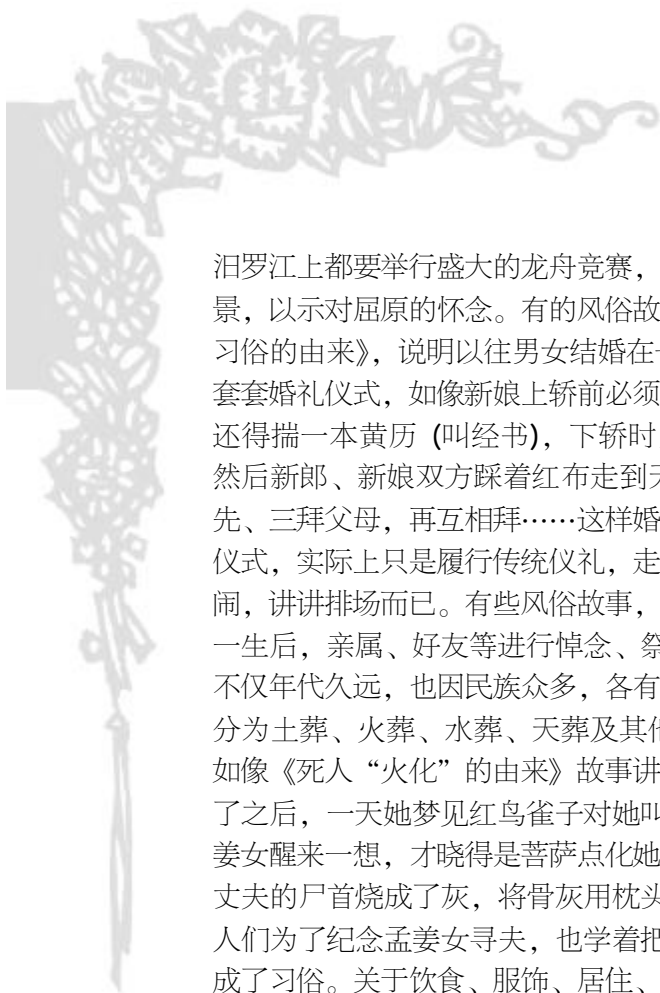 汨罗江上都要举行盛大的龙舟竞赛，
景，以示对屈原的怀念。有的风俗故
习俗的由来》，说明以往男女结婚在
套套婚礼仪式，如像新娘上轿前必须
还得揣一本黄历 (叫经书)，下轿时
然后新郎、新娘双方踩着红布走到
先、三拜父母，再互相拜……这样婚
仪式，实际上只是履行传统仪礼，走
闹，讲讲排场而已。有些风俗故事，
一生后，亲属、好友等进行悼念、祭
不仅年代久远，也因民族众多，各有
分为土葬、火葬、水葬、天葬及其他
如像《死人“火化”的由来》故事讲
了之后，一天她梦见红鸟雀子对她叫
姜女醒来一想，才晓得是菩萨点化她
丈夫的尸首烧成了灰，将骨灰用枕头
人们为了纪念孟姜女寻夫，也学着把
成了习俗。关于饮食、服饰、居住、